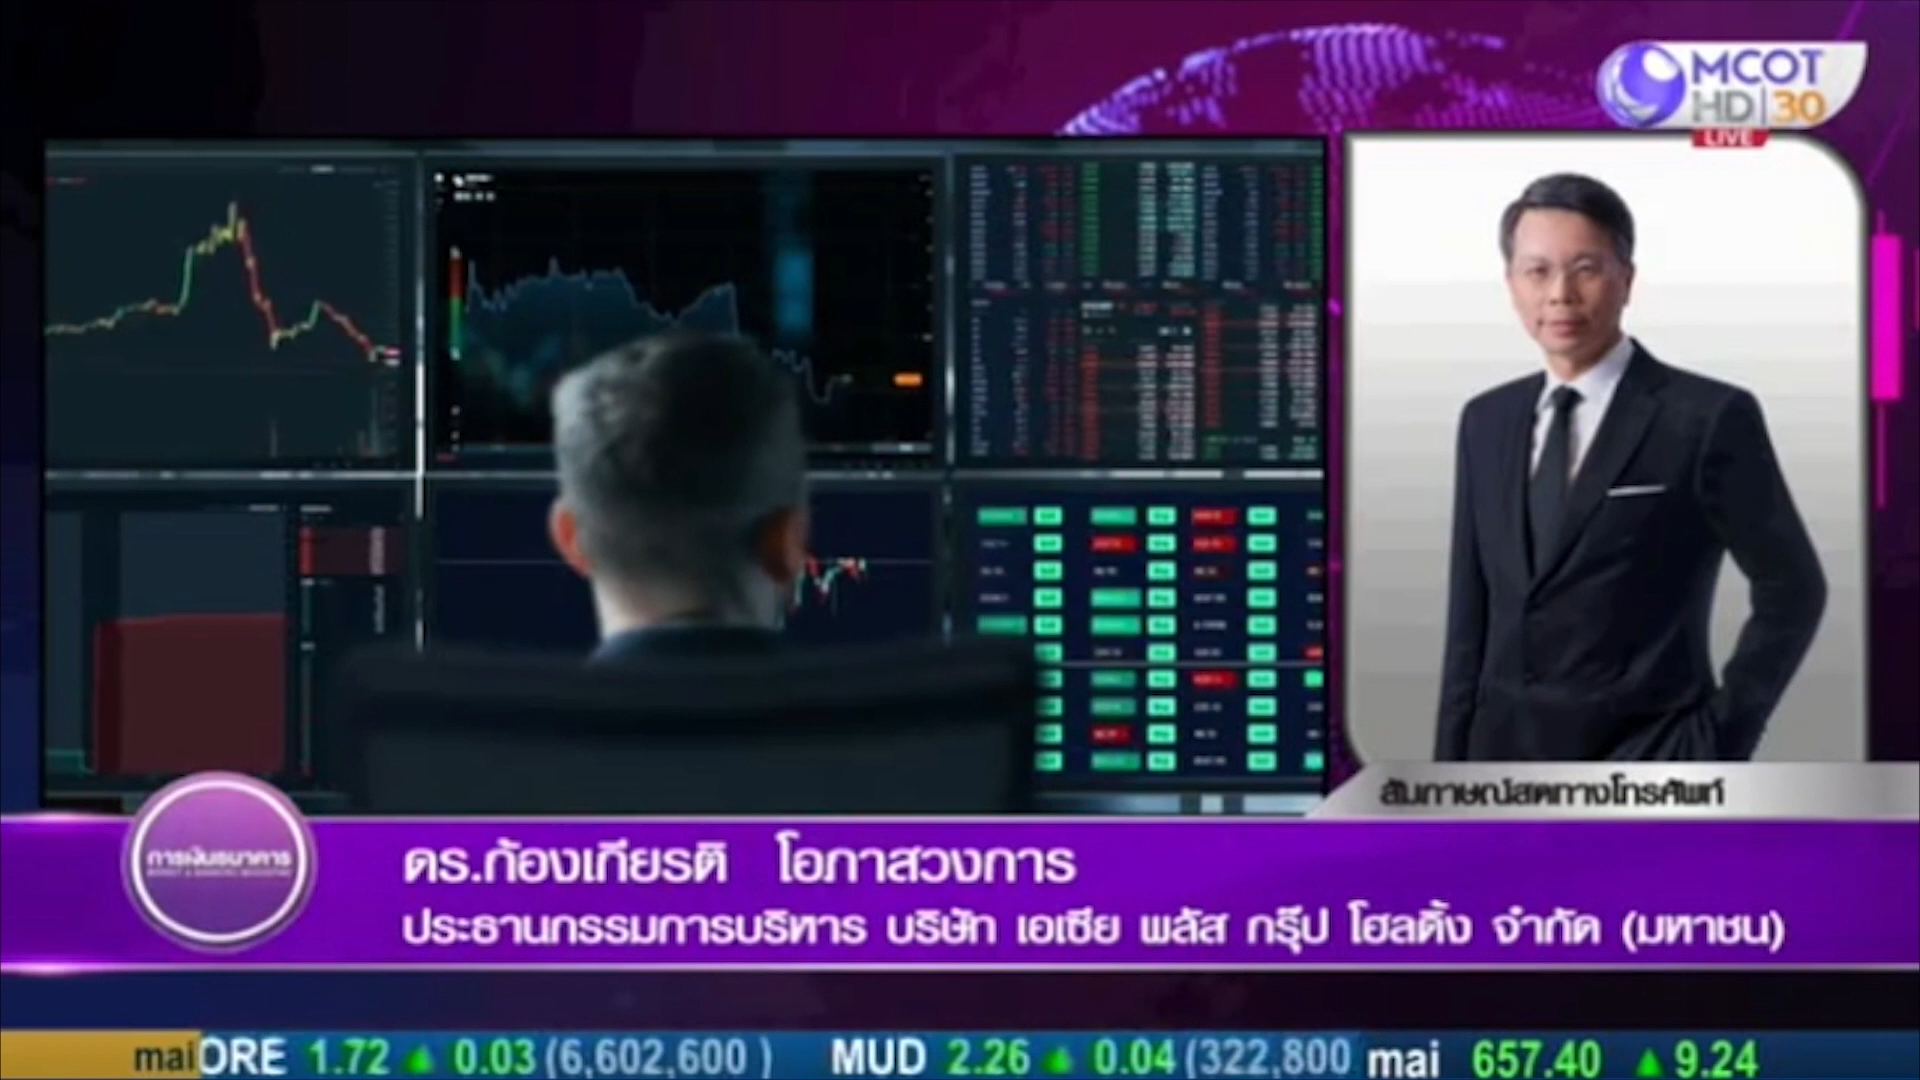 MCOT
HD 30
LIVE
สัมภาษณ์สดทางโทรศัพท์
การเงินธนาคาร
ดร.ก้องเกียรติ โอภาสวงการ
ประธานกรรมการบริหาร บริษัท เอเซีย พลัส กรุ๊ป โฮลดิ้ง จำกัด (มหาชน)
mai ORE 1.72 ▲ 0.03 (6,602,600 ) MUD 2.26 ▲ 0.04 (322,800 mai 657.40 ▲ 9.24